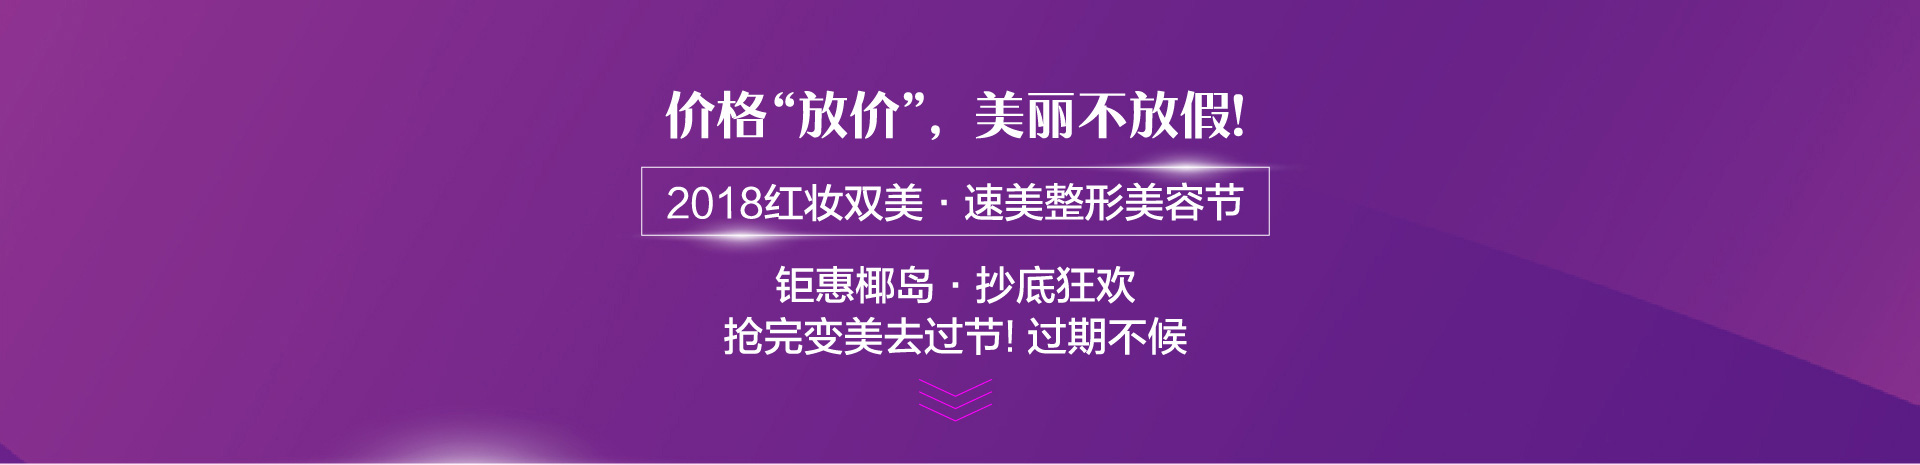 价格“放价”，美丽不放假!
2018红妆双美·速美整形美容节
钜惠椰岛·抄底狂欢
抢完变美去过节! 过期不候